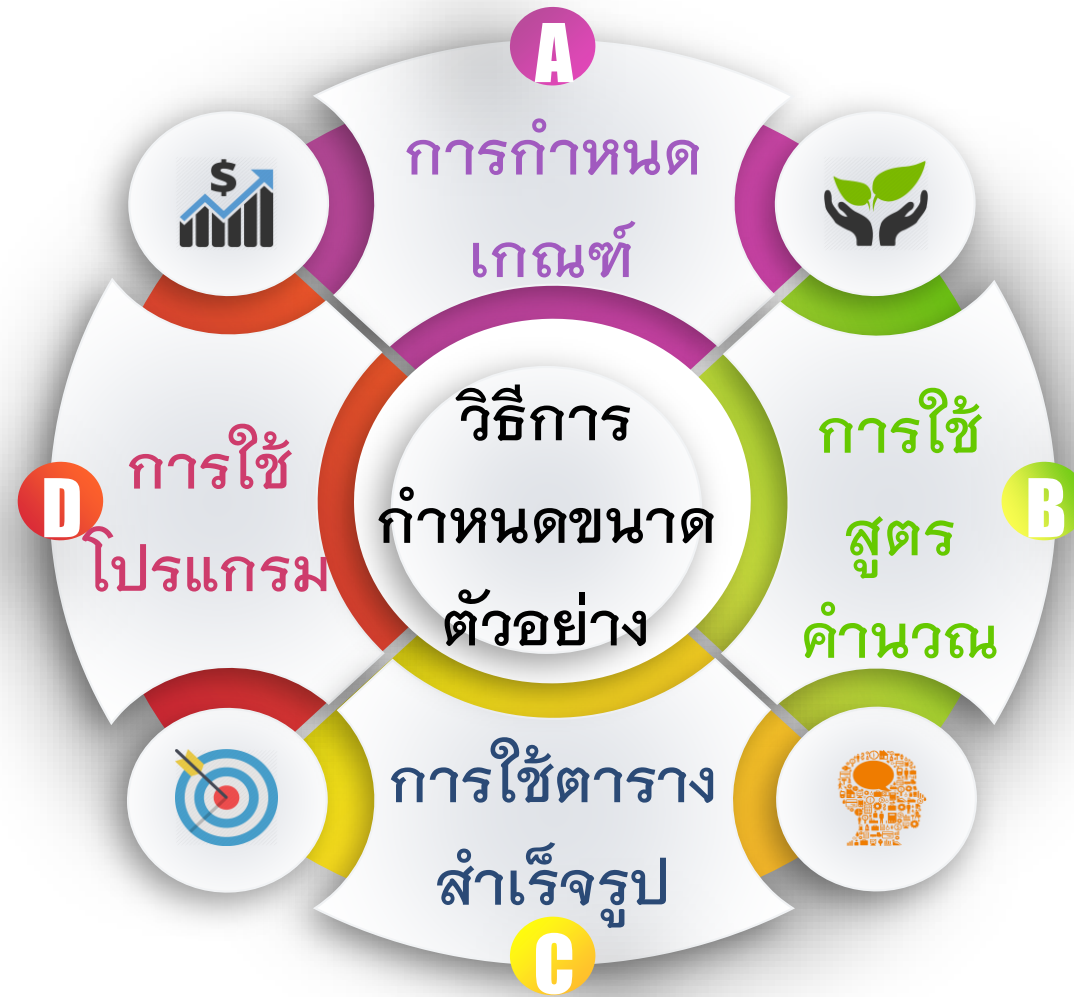 A
การกำหนด
เกณฑ์
$
วิธีการ
กำหนดขนาด
ตัวอย่าง
การใช้
สูตร
คำนวณ
B
การใช้ตาราง
สำเร็จรูป
C
การใช้
โปรแกรม
D